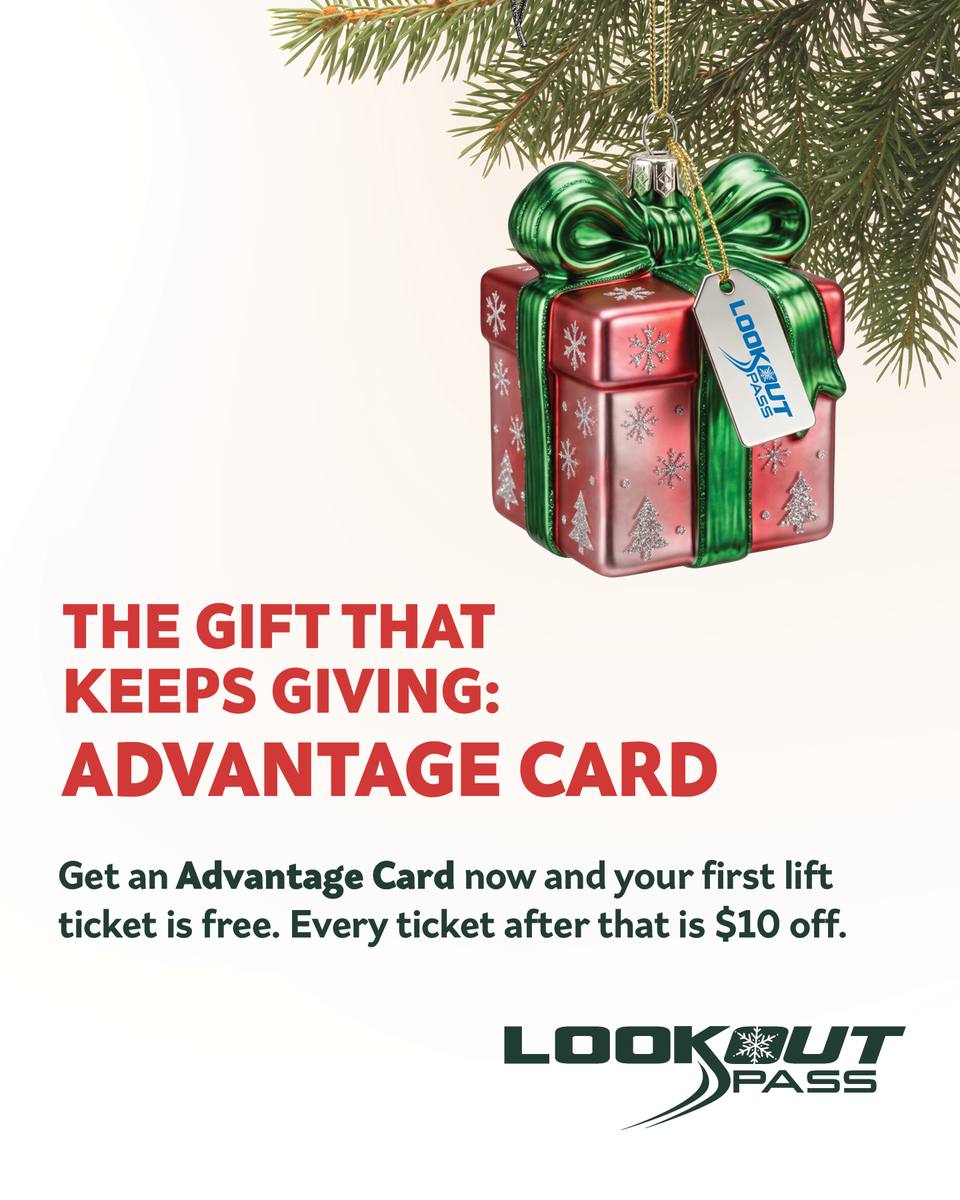 LOOKOUT
PASS
THE GIFT THAT
KEEPS GIVING:
ADVANTAGE CARD
Get an Advantage Card now and your first lift
ticket is free. Every ticket after that is $10 off.
LOOKOUT
PASS